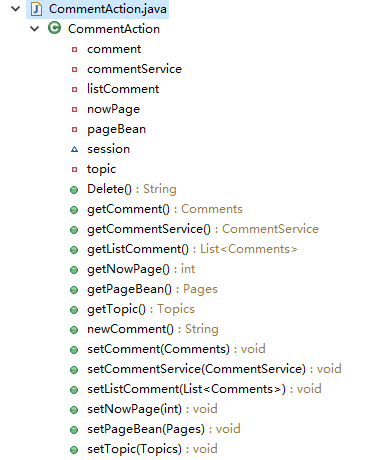 CommentAction.java
CommentAction
comment
commentService
listComment
nowPage
pageBean
session
topic
Delete() : String
getComment() : Comments
getCommentService() : CommentService
getListComment() : List<Comments>
getNowPage() : int
getPageBean() : Pages
getTopic() : Topics
newComment() : String
setComment(Comments) : void
setCommentService(CommentService) : void
setListComment(List<Comments>) : void
setNowPage(int) : void
setPageBean(Pages) : void
setTopic(Topics) : void